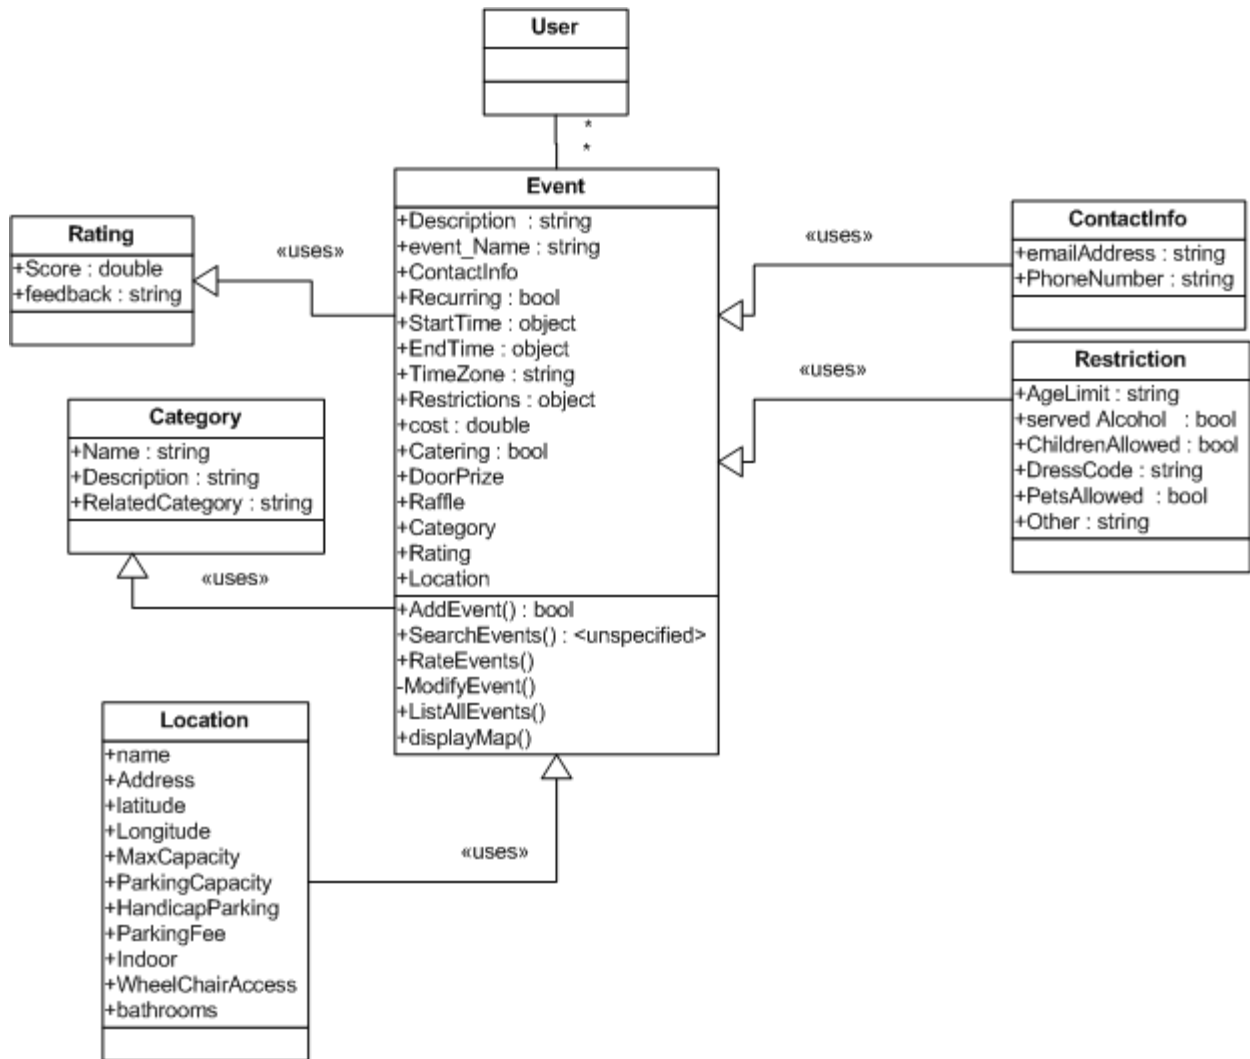 User
*
*
Event
+Description : string
+event_Name : string
+ContactInfo
+Recurring : bool
+StartTime : object
+EndTime : object
+TimeZone : string
+Restrictions : object
+cost : double
+Catering : bool
+DoorPrize
+Raffle
+Category
+Rating
+Location
+AddEvent() : bool
+SearchEvents() : <unspecified>
+RateEvents()
-ModifyEvent()
+ListAllEvents()
+displayMap()
Rating
+Score : double
+feedback : string
«uses»
Category
+Name : string
+Description : string
+RelatedCategory : string
«uses»
Location
+name
+Address
+latitude
+Longitude
+MaxCapacity
+ParkingCapacity
+HandicapParking
+ParkingFee
+Indoor
+WheelChairAccess
+bathrooms
«uses»
«uses»
ContactInfo
+emailAddress : string
+PhoneNumber : string
«uses»
Restriction
+AgeLimit : string
+served Alcohol : bool
+ChildrenAllowed : bool
+DressCode : string
+PetsAllowed : bool
+Other : string